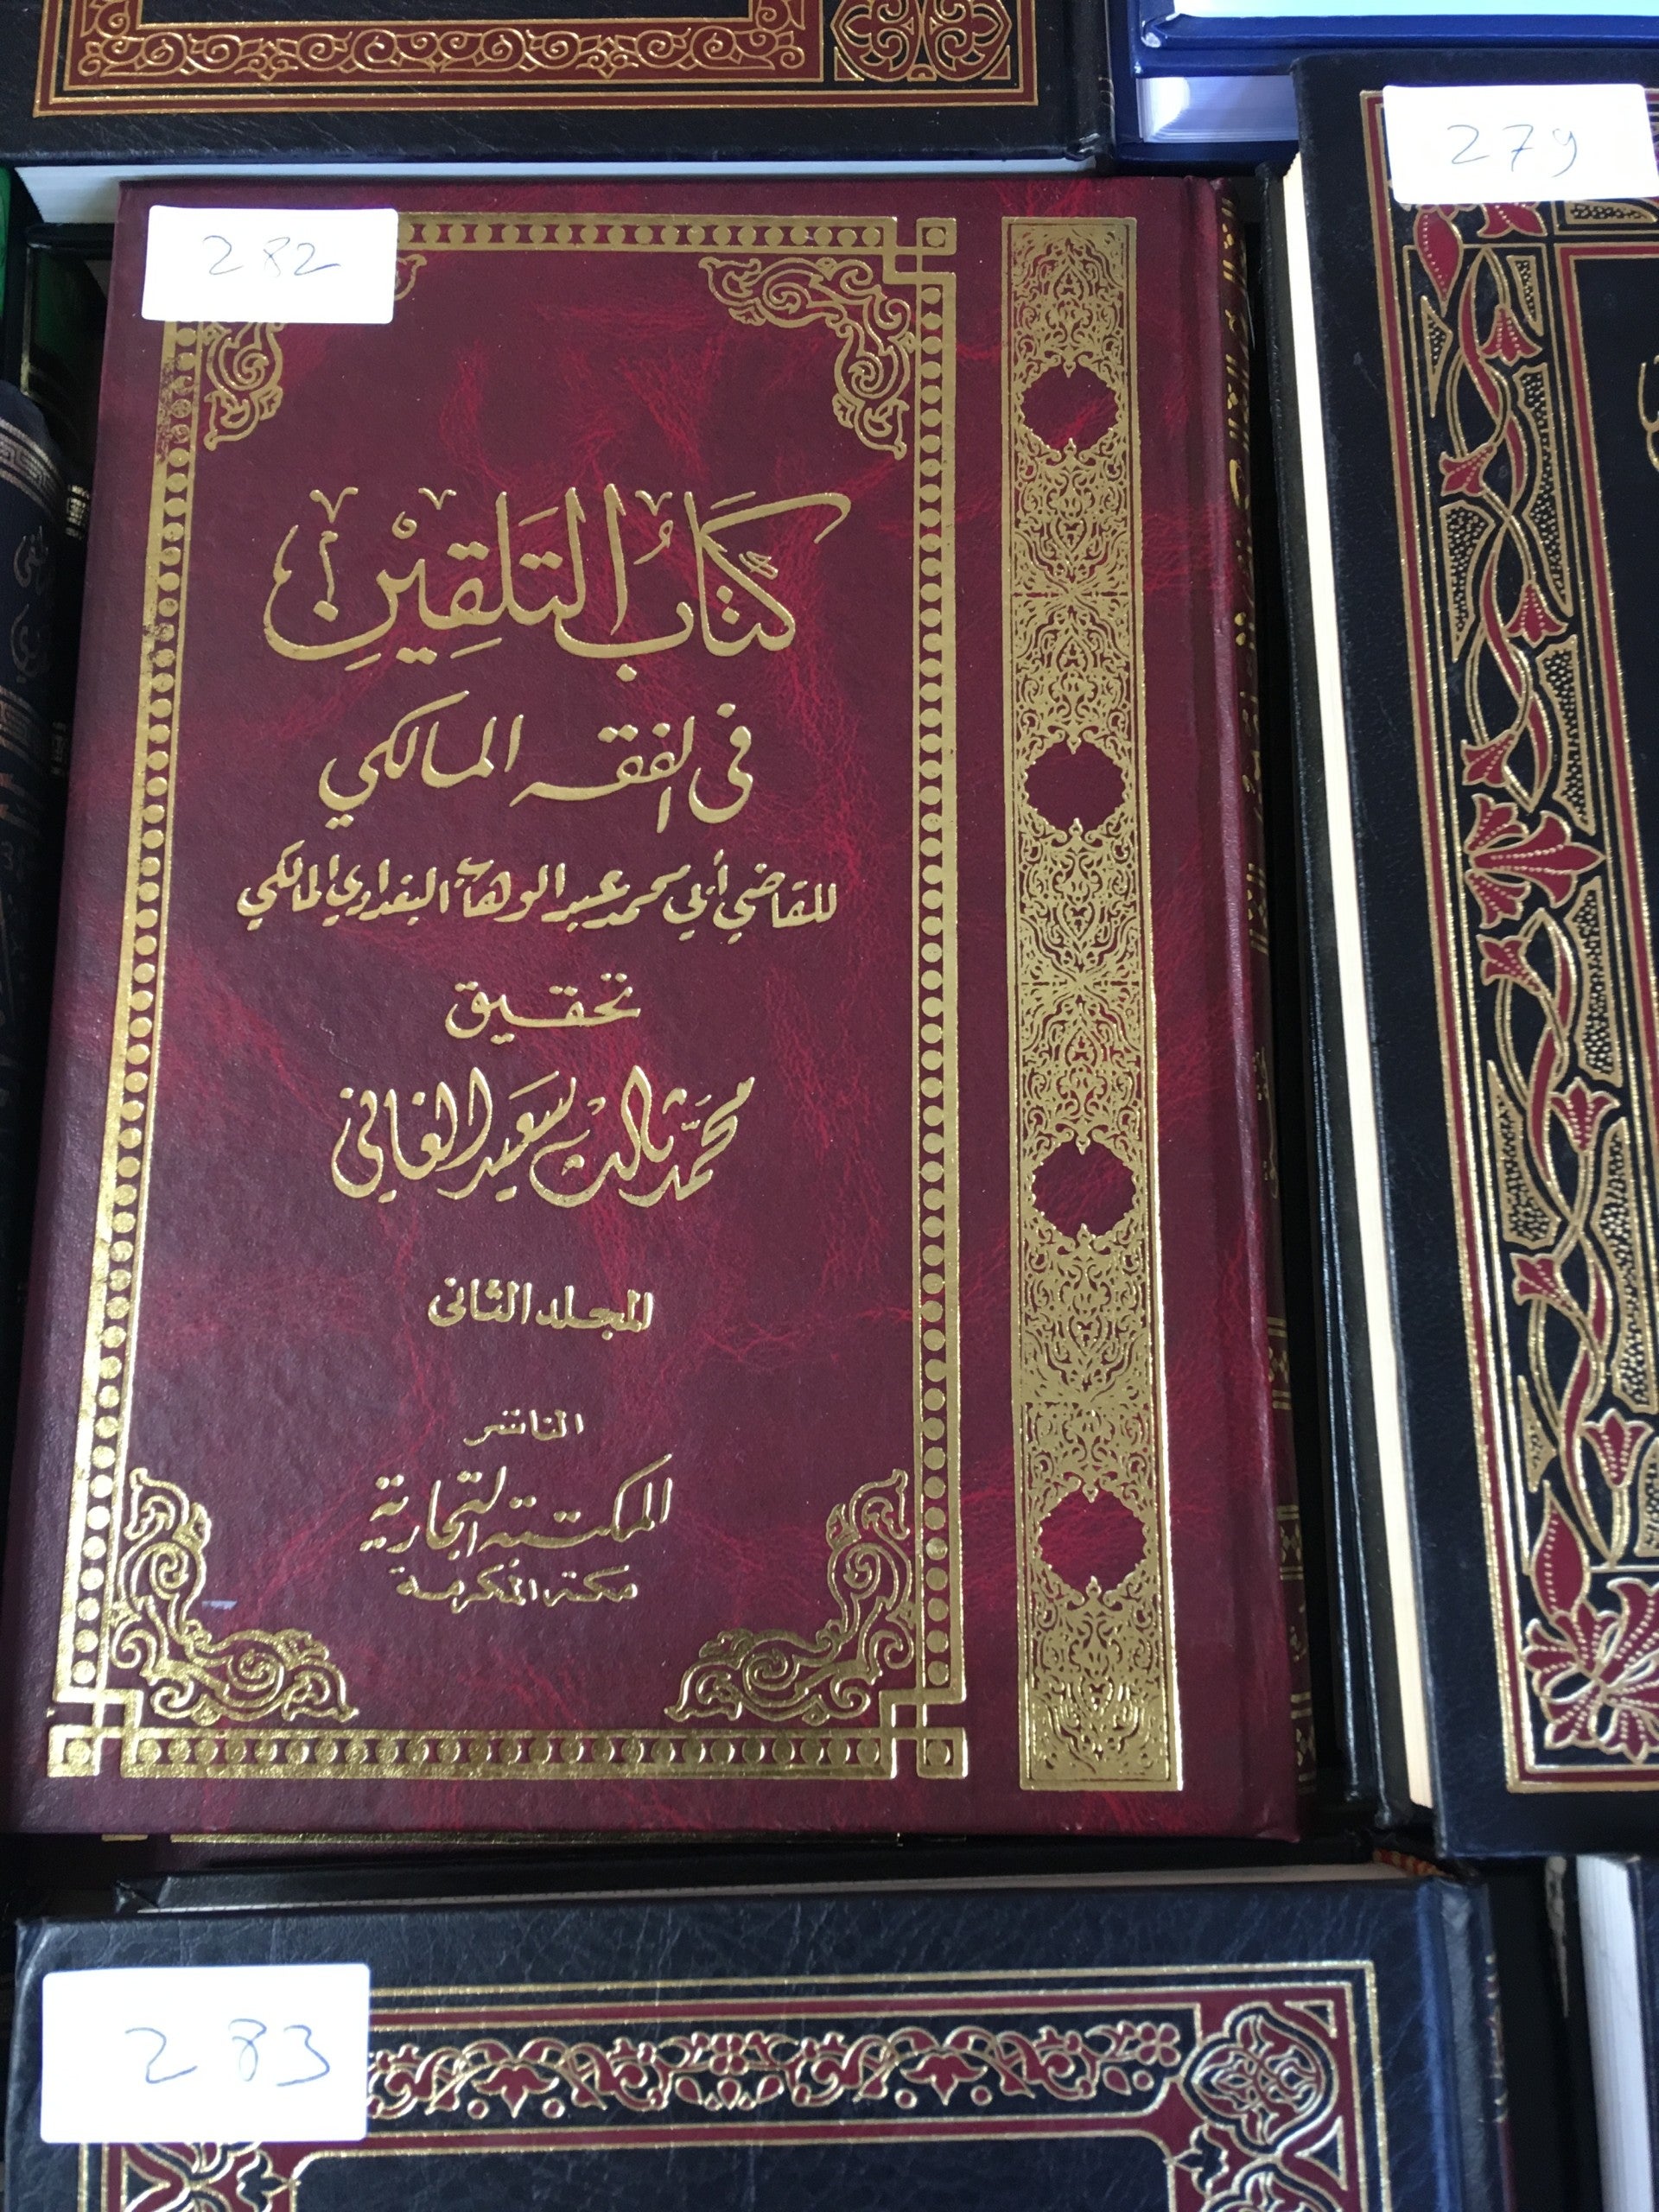 279
282
كتاب التلقين
في الفقه المالكي
للقاضي أبي محمد عبد الوهاب البغدادي المالكي
تحقيق
محمد ثالث سعيد الغاني
المجلد الثاني
الناشر
المكتبة التجارية
مكة المكرمة
283